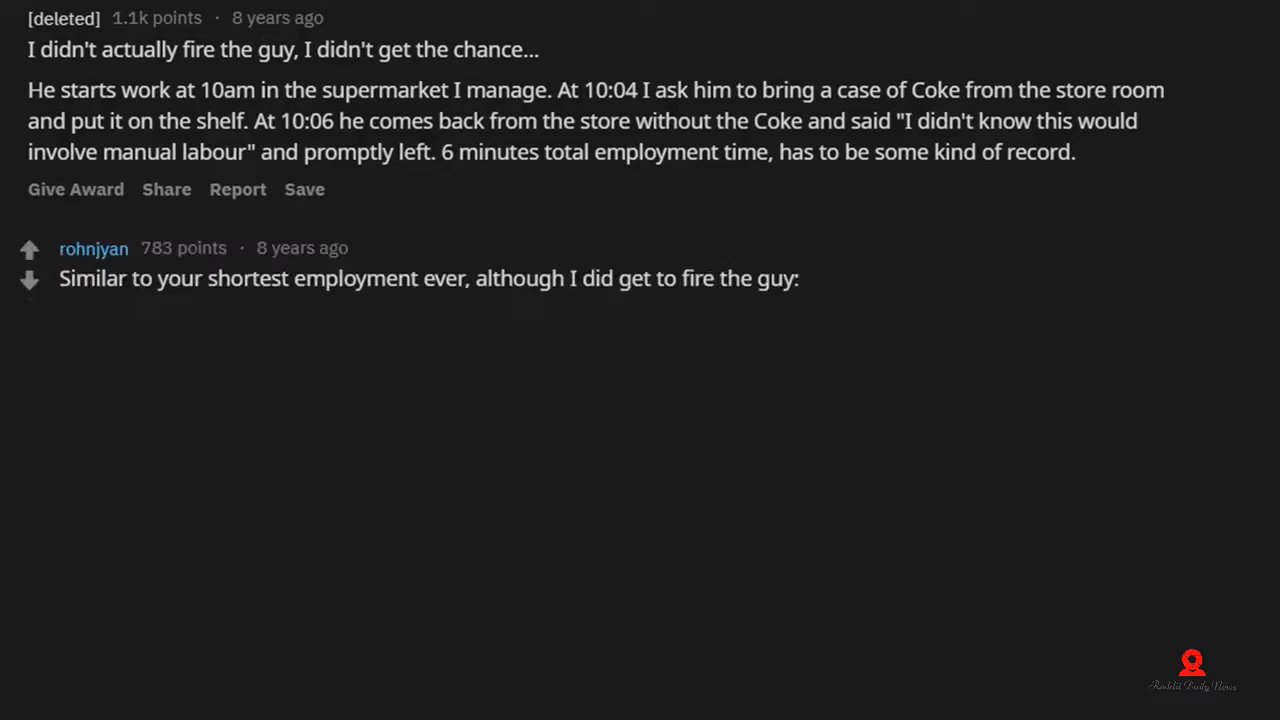 [deleted] 1.1k points · 8 years ago
I didn't actually fire the guy, I didn't get the chance...
He starts work at 10am in the supermarket I manage. At 10:04 I ask him to bring a case of Coke from the store room
and put it on the shelf. At 10:06 he comes back from the store without the Coke and said "I didn't know this would
involve manual labour" and promptly left. 6 minutes total employment time, has to be some kind of record.
Give Award Share Report Save
rohnjyan 783 points · 8 years ago
Similar to your shortest employment ever, although I did get to fire the guy:
Reddit Daily News